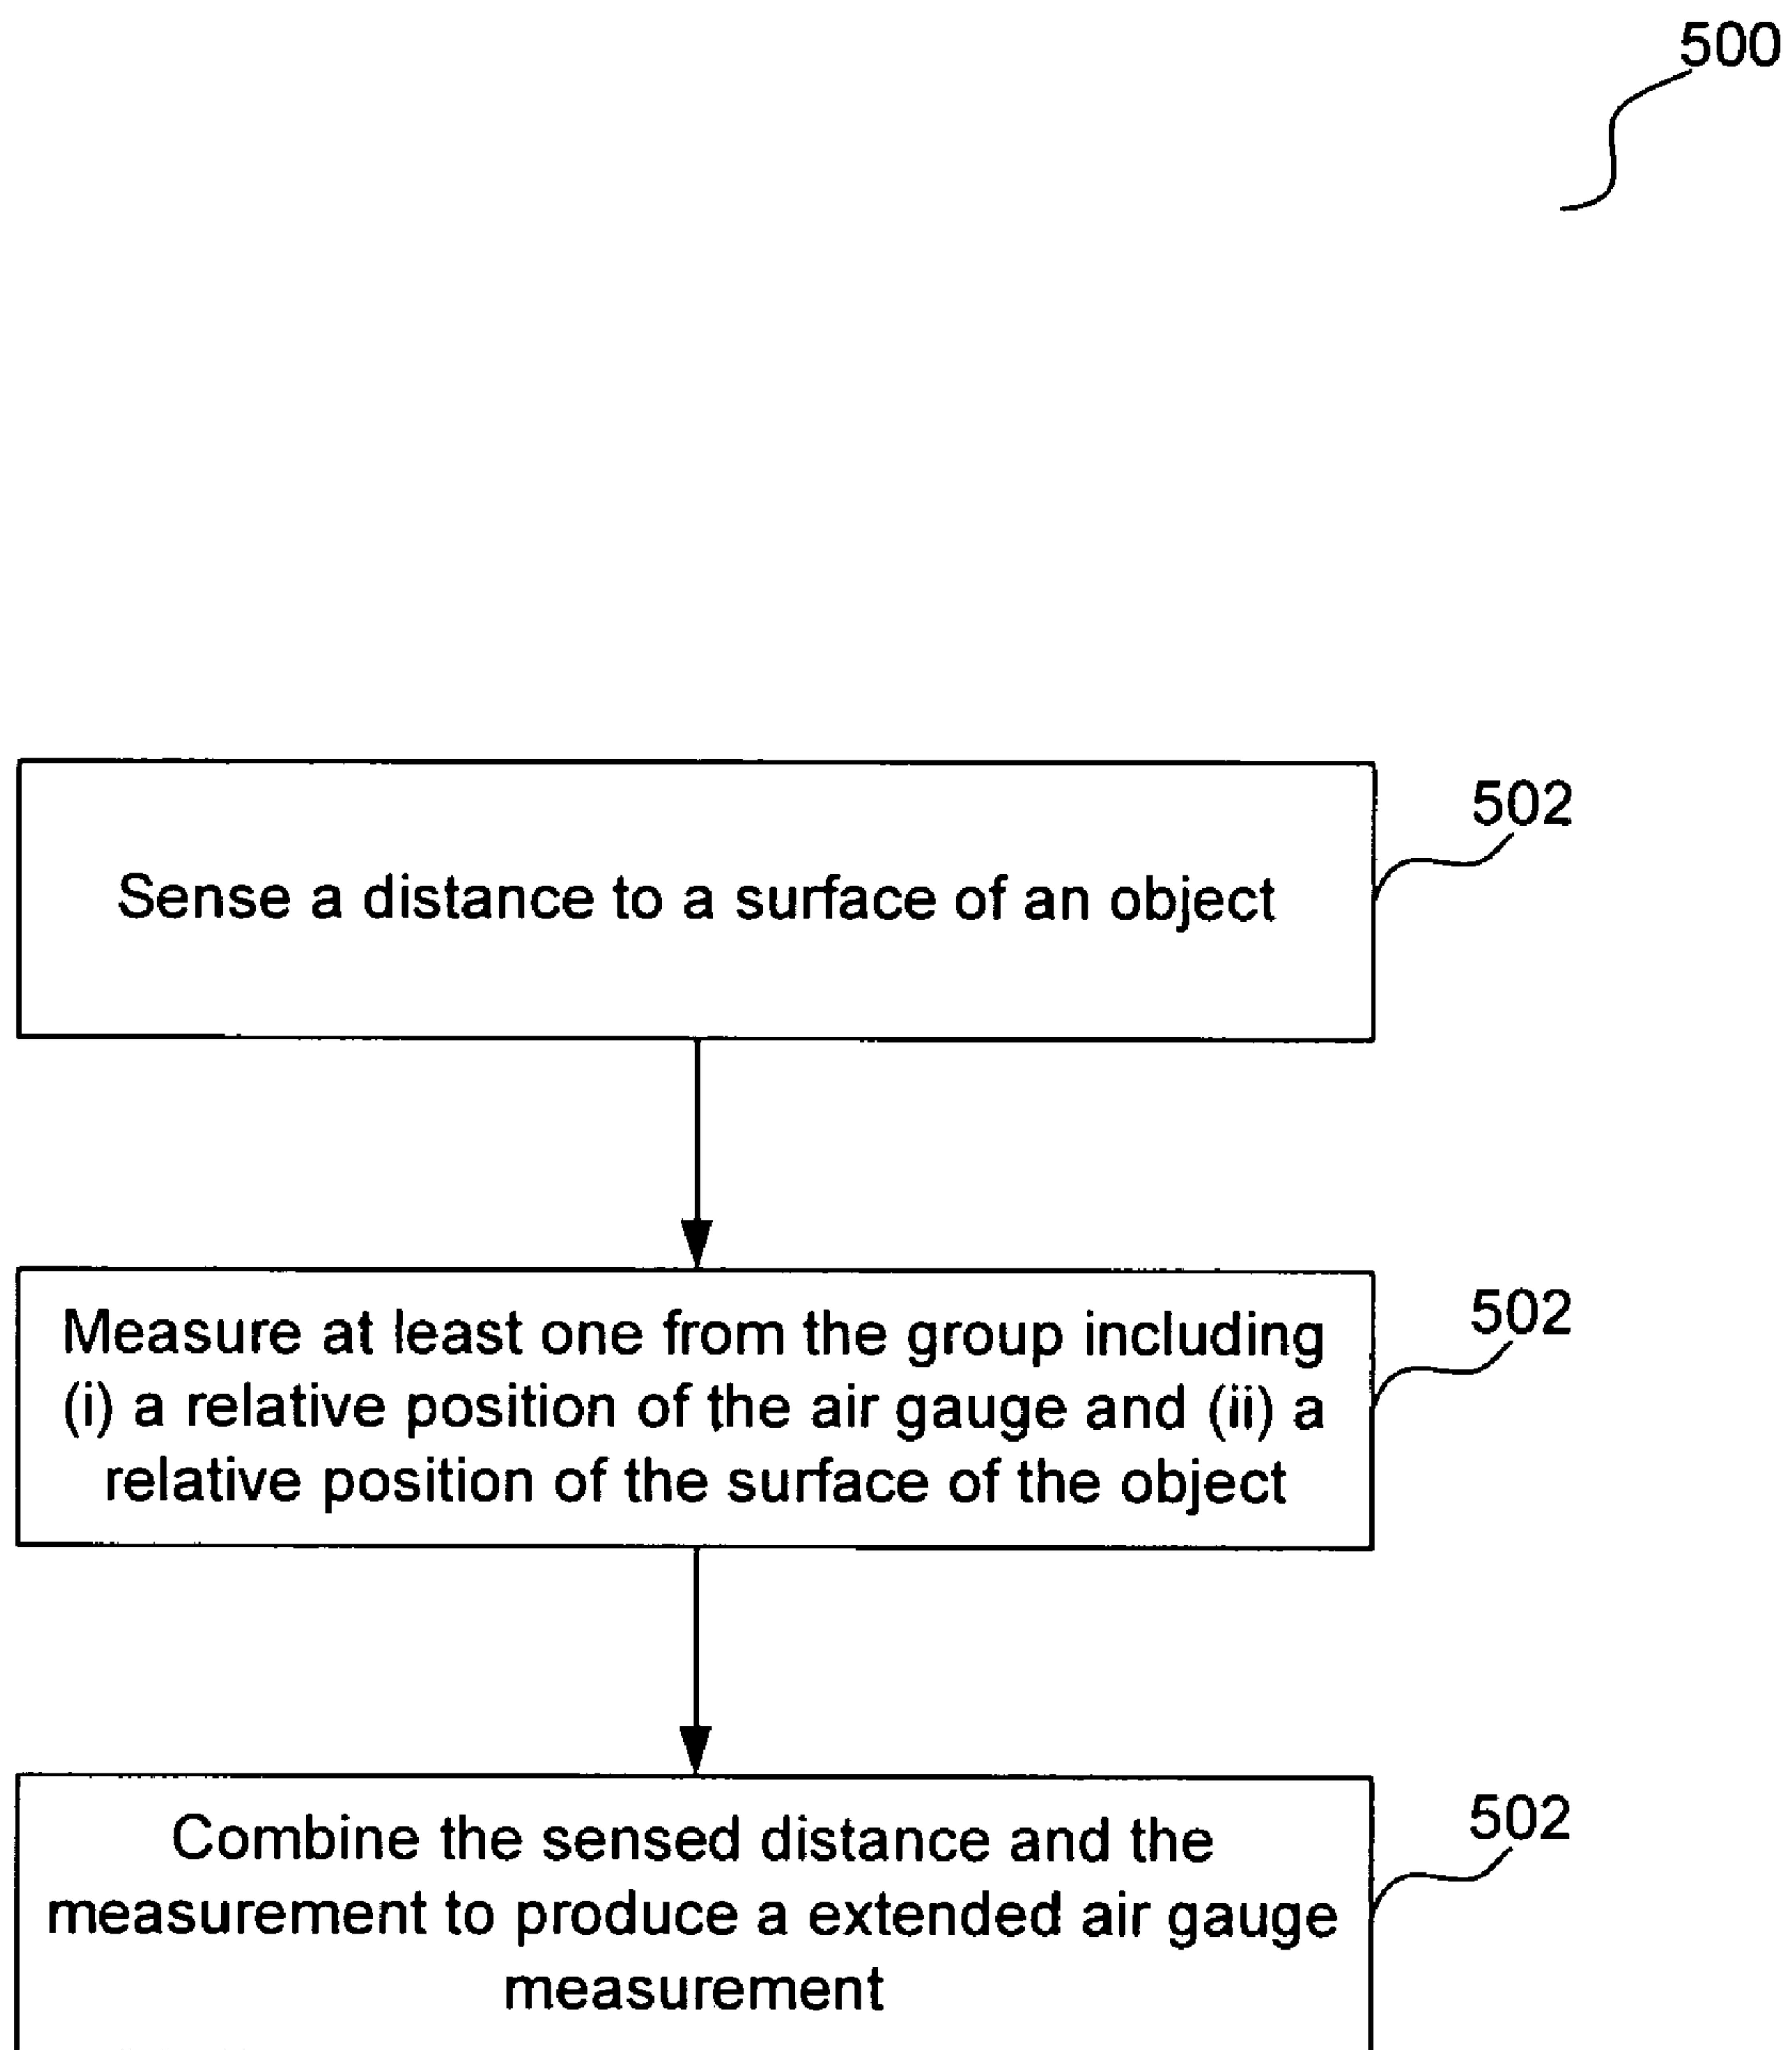 500
502
Sense a distance to a surface of an object
502
Measure at least one from the group including
(i) a relative position of the air gauge and (ii) a
relative position of the surface of the object
502
Combine the sensed distance and the
measurement to produce a extended air gauge
measurement